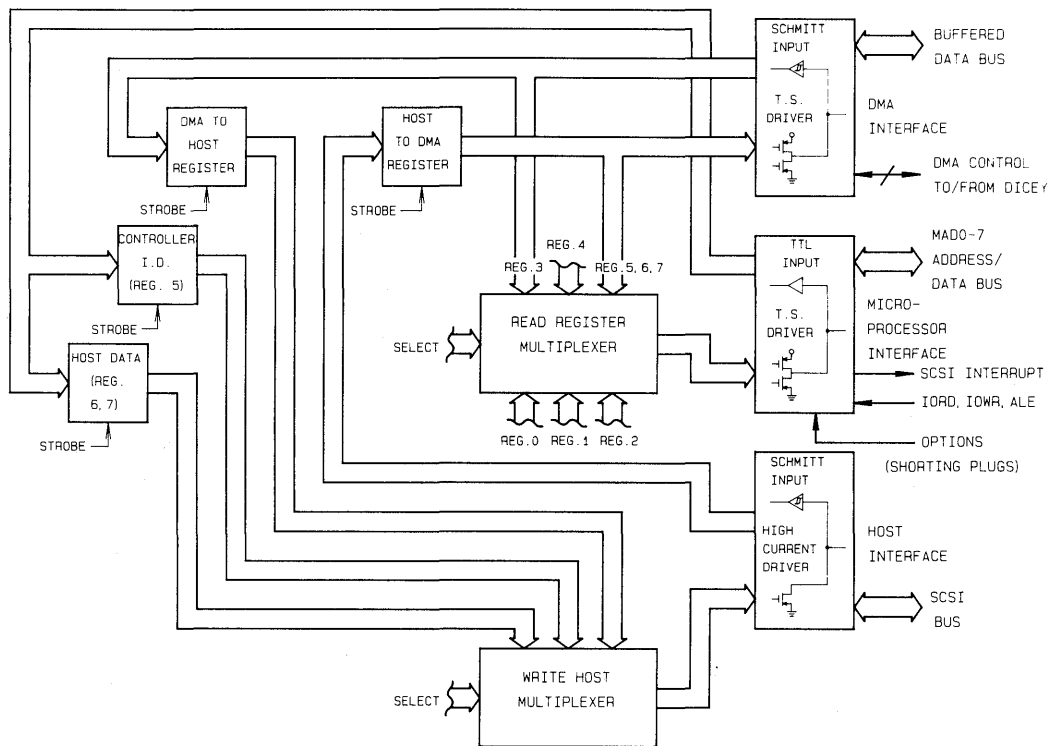 SCHMITT
INPUT
T.S.
DRIVER
BUFFERED
DATA BUS
DMA
INTERFACE
DMA CONTROL
TO/FROM DICEY
DMA TO
HOST
REGISTER
STROBE
HOST
TO DMA
REGISTER
STROBE
CONTROLLER
I.D.
(REG. 5)
STROBE
HOST DATA
(REG.
6, 7)
STROBE
REG.3
REG.4
REG.5, 6, 7
SELECT
READ REGISTER
MULTIPLEXER
REG.0
REG.1
REG.2
TTL
INPUT
T.S.
DRIVER
MADO-7
ADDRESS/
DATA BUS
MICRO-
PROCESSOR
INTERFACE
SCSI INTERRUPT
IORD, IOWR, ALE
OPTIONS
(SHORTING PLUGS)
SCHMITT
INPUT
HIGH
CURRENT
DRIVER
HOST
INTERFACE
SCSI
BUS
SELECT
WRITE HOST
MULTIPLEXER